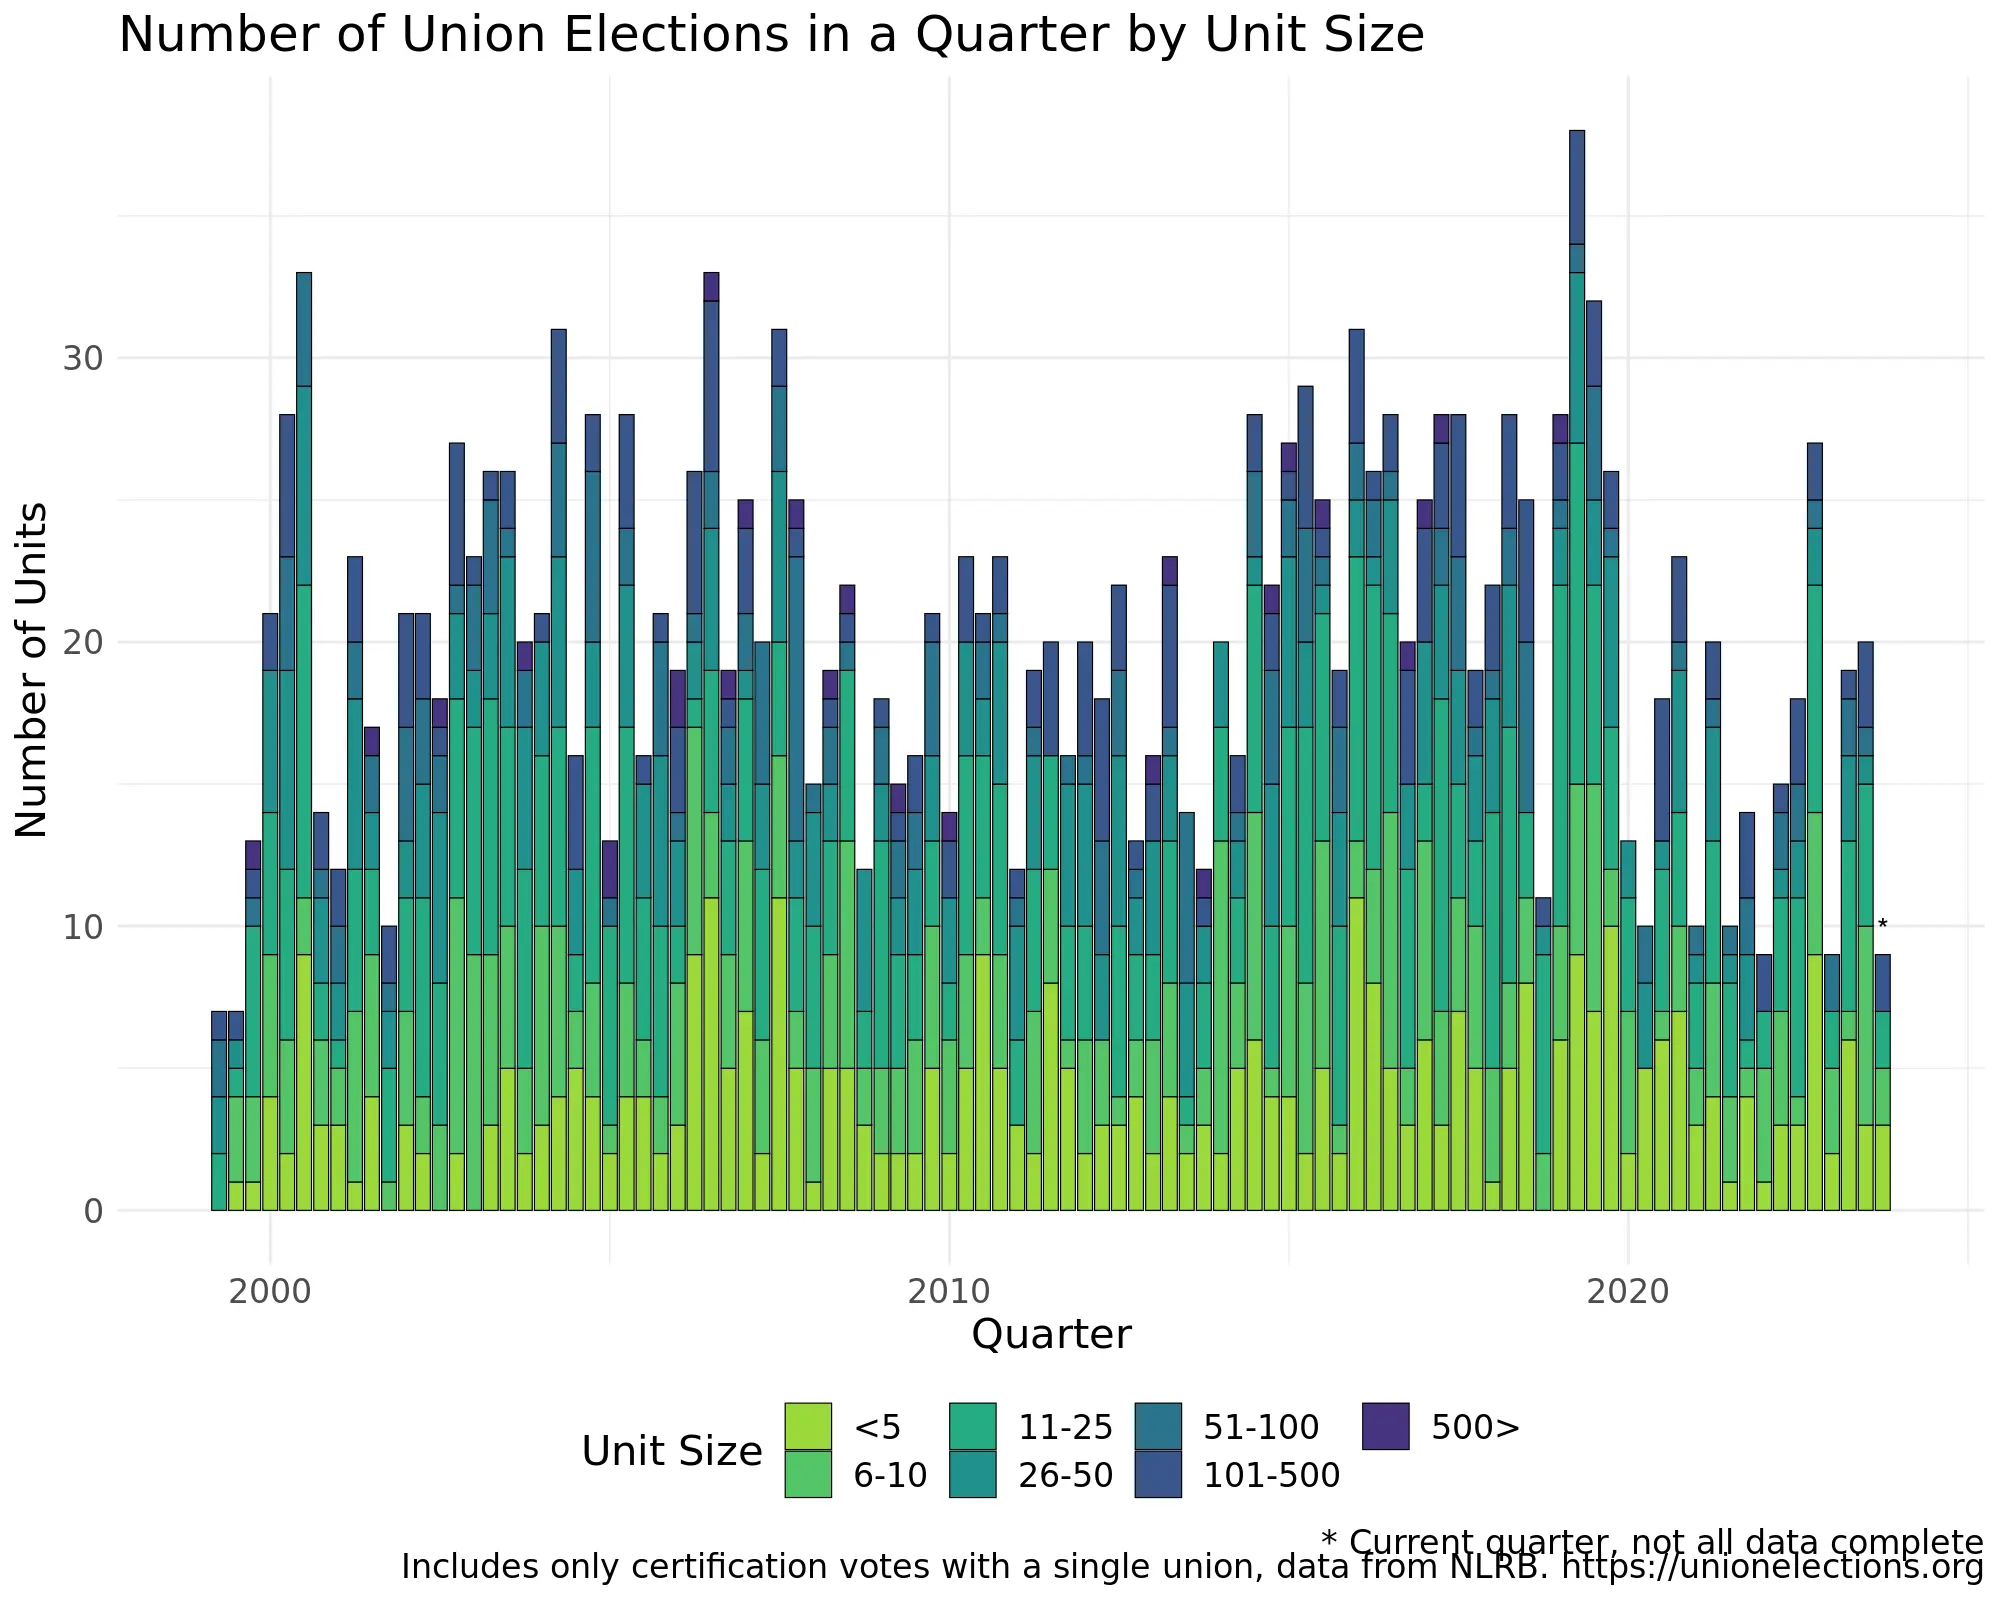 Number of Union Elections in a Quarter by Unit Size
Number of Units
30
20
10
0
*
2000
2010
2020
Quarter
Unit Size
<5
11-25
51-100
500>
6-10
26-50
101-500
* Current quarter, not all data complete
Includes only certification votes with a single union, data from NLRB. https://unionelections.org